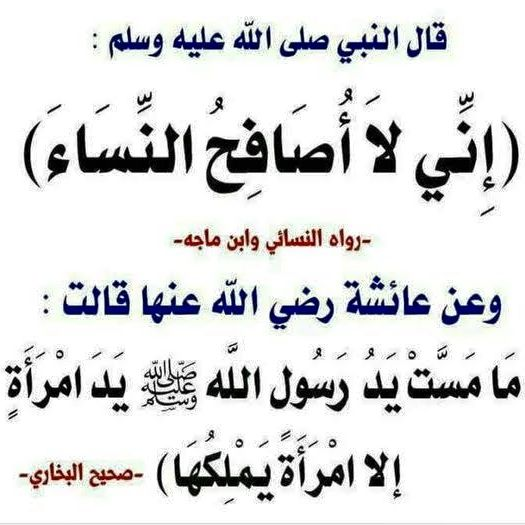 قال النبي صلى الله عليه وسلم :
(إِنِّي لاَ أُصَافِحُ النِّسَاءَ)
-رواه النسائي وابن ماجه-
وعن عائشة رضي الله عنها قالت :
مَا مَسَّتْ يَدُ رَسُول اللَّه ﷺ يَدَ امْرَأَةٍ
إلا امْرَأَةً يَمْلِكُهَا) -صحيح البخاري-